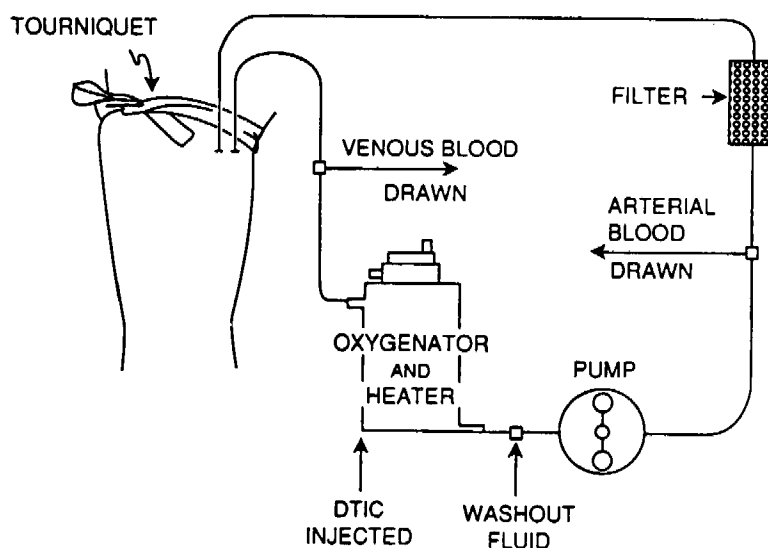 TOURNIQUET
FILTER
VENOUS BLOOD
DRAWN
ARTERIAL
BLOOD
DRAWN
OXYGENATOR
AND
HEATER
PUMP
DTIC
INJECTED
WASHOUT
FLUID